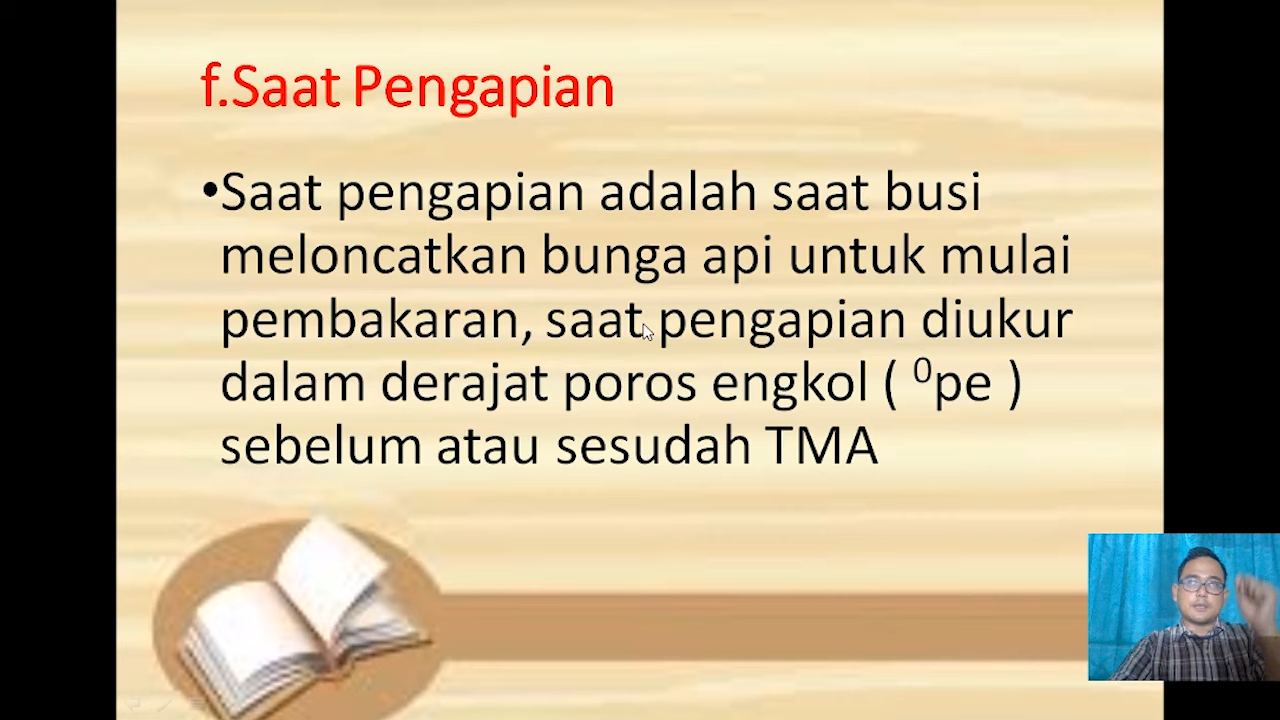 f.Saat Pengapian
•Saat pengapian adalah saat busi
meloncatkan bunga api untuk mulai
pembakaran, saat pengapian diukur
dalam derajat poros engkol ( ⁰pe )
sebelum atau sesudah TMA